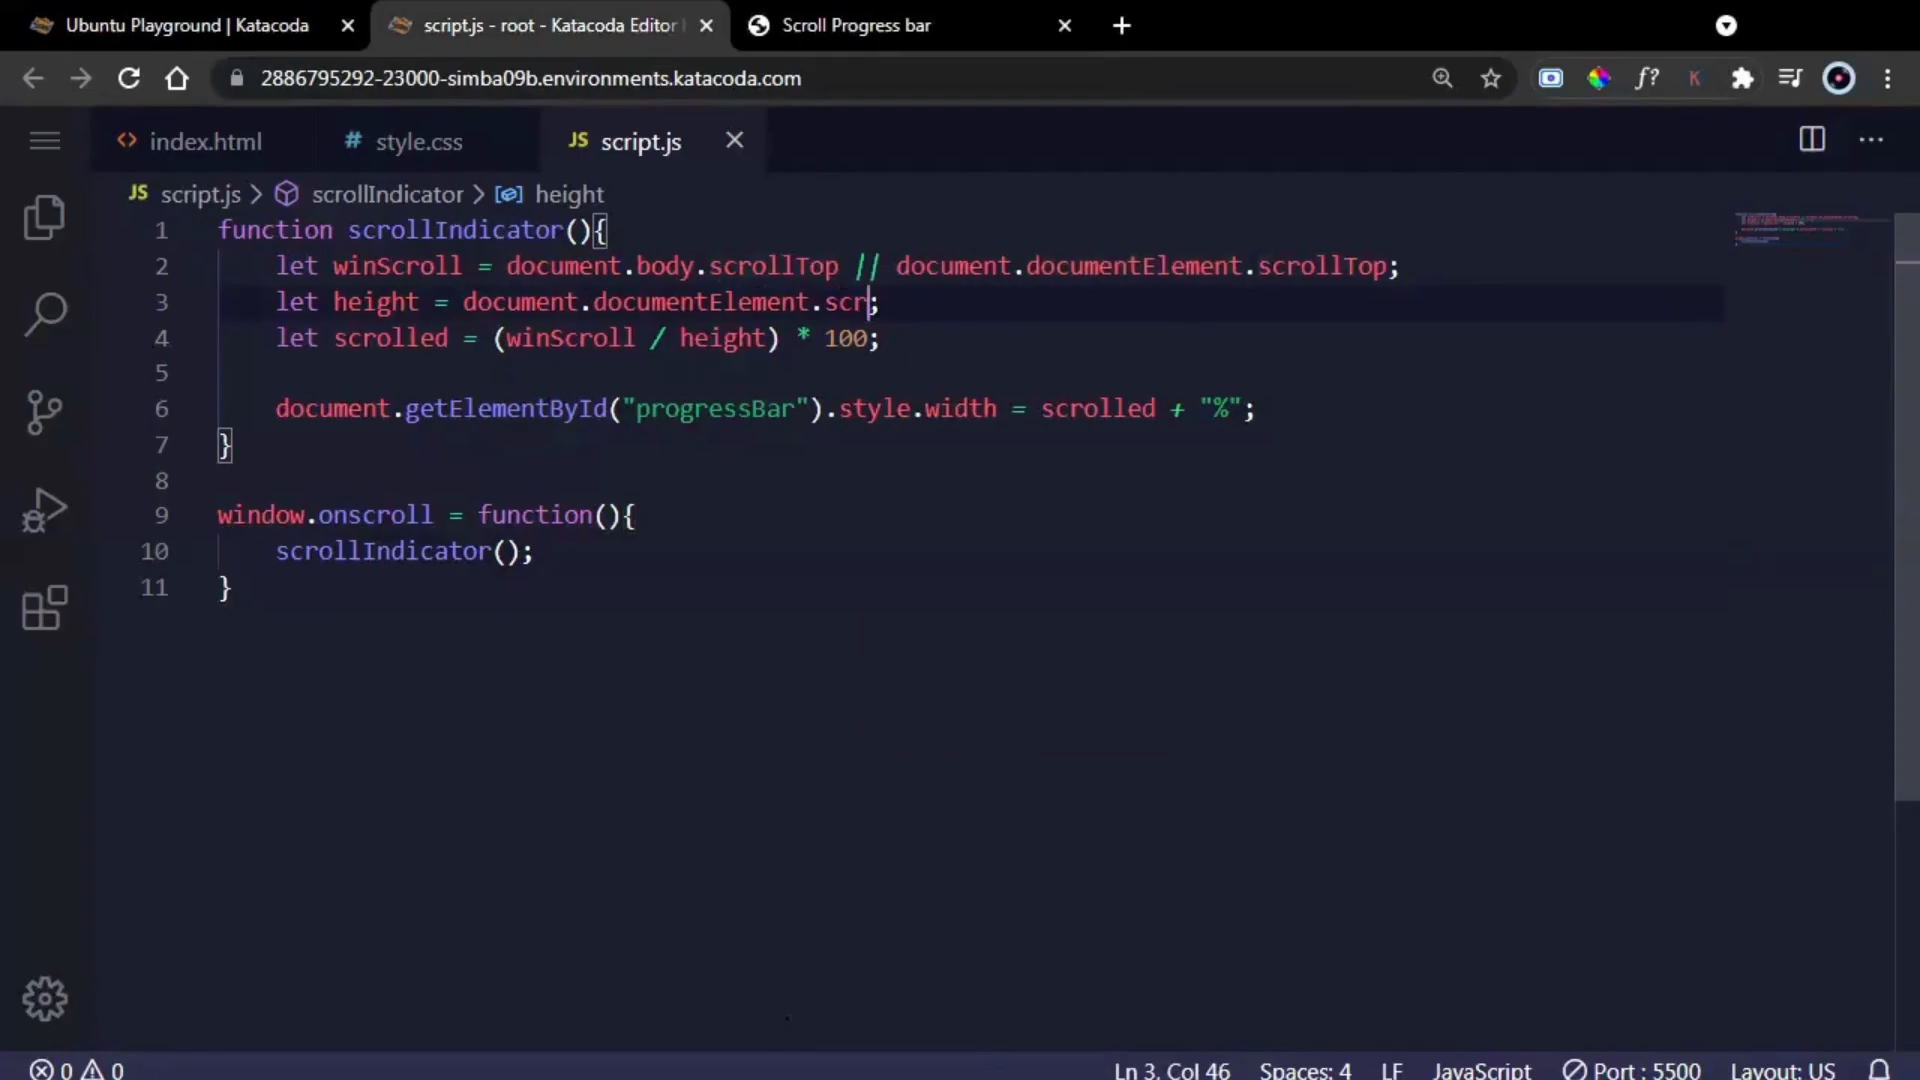 Ubuntu Playground | Katacoda
script.js - root - Katacoda Editor
Scroll Progress bar
2886795292-23000-simba09b.environments.katacoda.com
f?
K
<> index.html
# style.css
JS script.js
JS script.js > scrollIndicator > height
1 function scrollIndicator(){
2 let winScroll = document.body.scrollTop // document.documentElement.scrollTop;
3 let height = document.documentElement.scr;
4 let scrolled = (winScroll / height) * 100;
5
6 document.getElementById("progressBar").style.width = scrolled + "%";
7 }
8
9 window.onscroll = function(){
10 scrollIndicator();
11 }
0 0
Ln 3, Col 46 Spaces: 4 LF JavaScript Port : 5500 Layout: US